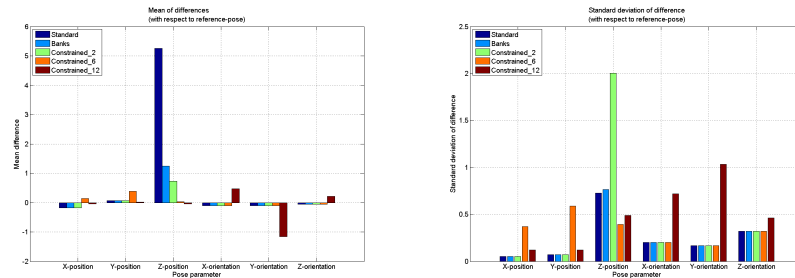 Mean of differences
(with respect to reference-pose)
6
5
4
3
2
1
0
-1
-2
Mean difference
Standard
Banks
Constrained_2
Constrained_6
Constrained_12
X-position
Y-position
Z-position
X-orientation
Y-orientation
Z-orientation
Pose parameter
Standard deviation of difference
(with respect to reference-pose)
2.5
2
1.5
1
0.5
0
Standard deviation of difference
Standard
Banks
Constrained_2
Constrained_6
Constrained_12
X-position
Y-position
Z-position
X-orientation
Y-orientation
Z-orientation
Pose parameter